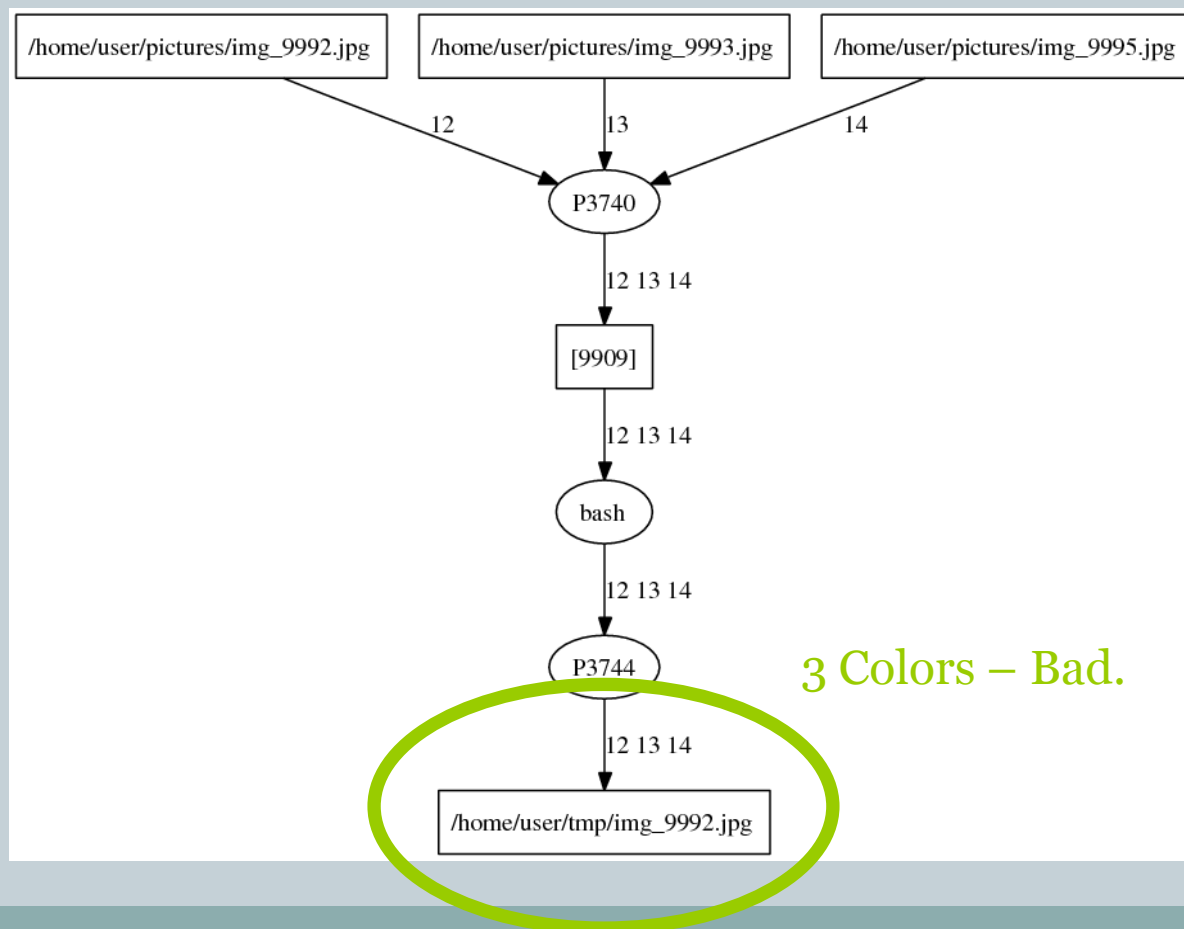 /home/user/pictures/img_9992.jpg
/home/user/pictures/img_9993.jpg
/home/user/pictures/img_9995.jpg
12
13
14
P3740
12 13 14
[9909]
12 13 14
bash
12 13 14
P3744
3 Colors – Bad.
12 13 14
/home/user/tmp/img_9992.jpg